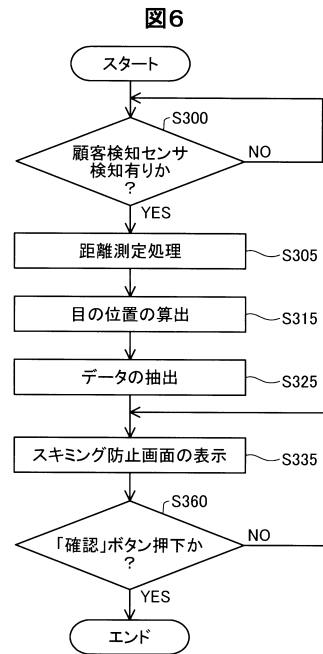 図6
スタート
S300
顧客検知センサ
検知有りか
?
NO
YES
距離測定処理
S305
目の位置の算出
S315
データの抽出
S325
スキミング防止画面の表示
S335
S360
「確認」ボタン押下か
?
NO
YES
エンド